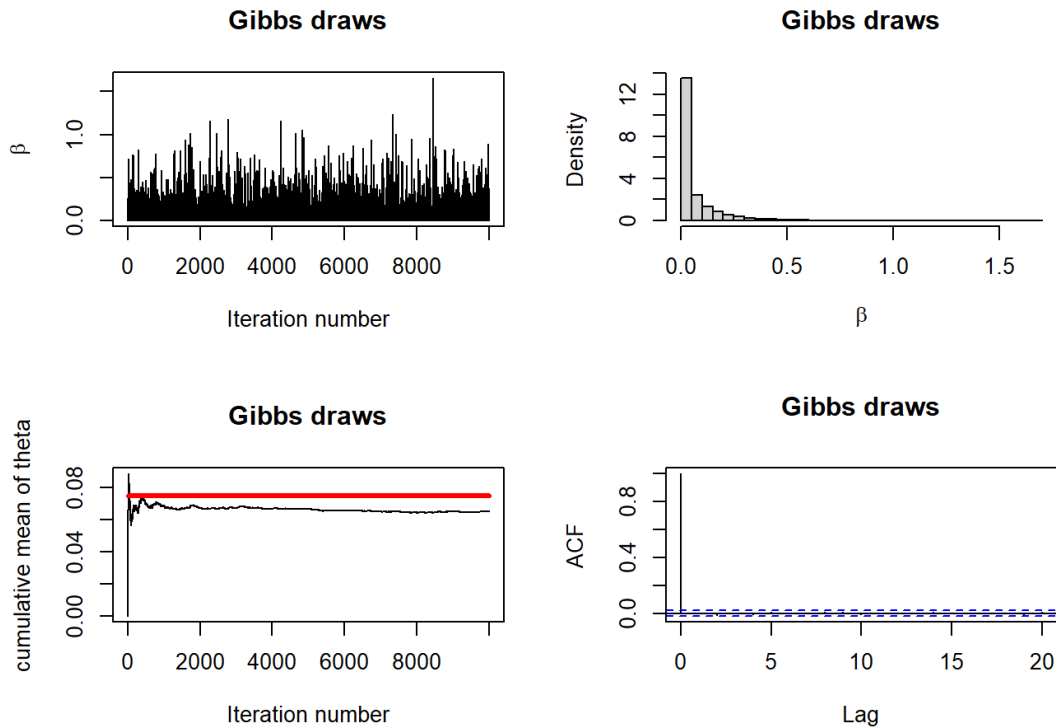 Gibbs draws
β
0.0
1.0
0
2000
4000
6000
8000
Iteration number
Gibbs draws
Density
0
4
8
12
0.0
0.5
1.0
1.5
β
Gibbs draws
cumulative mean of theta
0.00
0.04
0.08
0
2000
4000
6000
8000
Iteration number
Gibbs draws
ACF
0.0
0.4
0.8
0
5
10
15
20
Lag